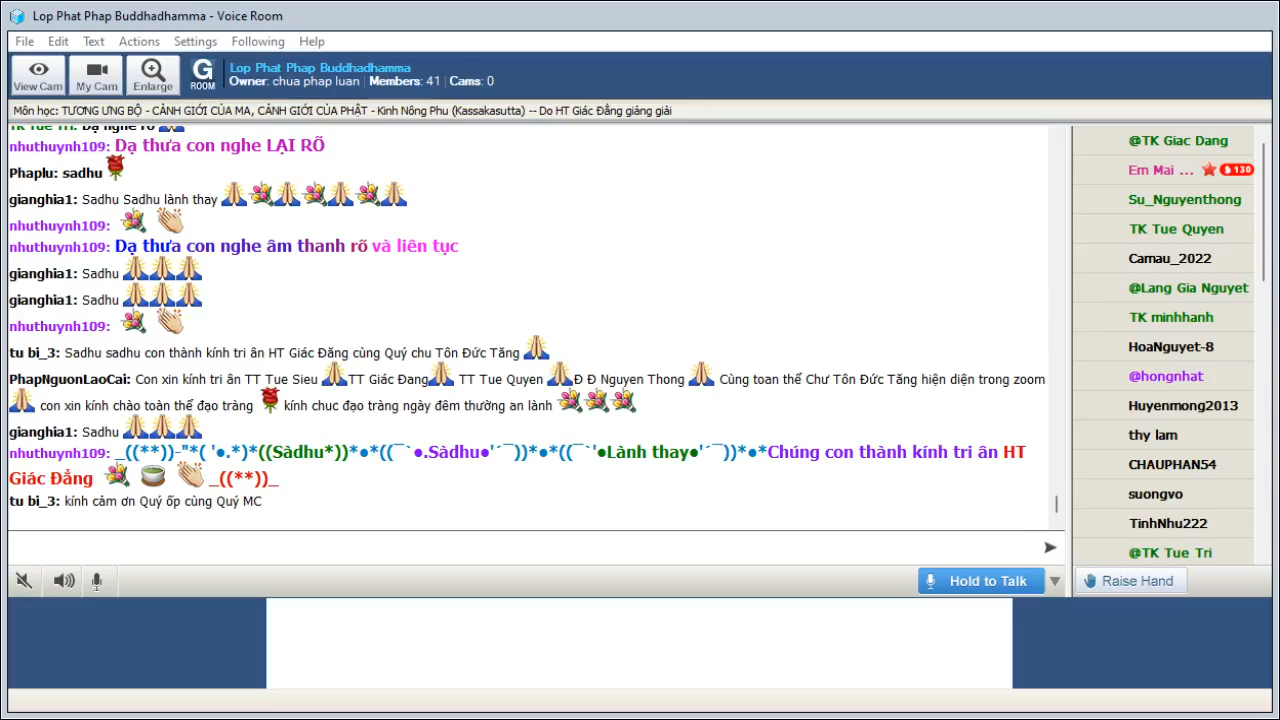 Lop Phat Phap Buddhadhamma - Voice Room
File Edit Text Actions Settings Following Help
View Cam My Cam Enlarge G ROOM
Lop Phat Phap Buddhadhamma
Owner: chua phap luan | Members: 41 | Cams: 0
Môn học: TƯƠNG ƯNG BỘ - CẢNH GIỚI CỦA MA, CẢNH GIỚI CỦA PHẬT - Kinh Nông Phu (Kassakasutta) -- Do HT Giác Đẳng giảng giải
TK Tue Tri: Dạ nghe rõ
nhuthuynh109: Dạ thưa con nghe LẠI RÕ
Phaplu: sadhu
gianghia1: Sadhu Sadhu lành thay
nhuthuynh109:
nhuthuynh109: Dạ thưa con nghe âm thanh rõ và liên tục
gianghia1: Sadhu
gianghia1: Sadhu
nhuthuynh109:
tu bi_3: Sadhu sadhu con thành kính tri ân HT Giác Đăng cùng Quý chu Tôn Đức Tăng
PhapNguonLaoCai: Con xin kính tri ân TT Tue Sieu TT Giác Đang TT Tue Quyen Đ Đ Nguyen Thong Cùng toan thể Chư Tôn Đức Tăng hiện diện trong zoom
con xin kính chào toàn thể đạo tràng kính chuc đạo tràng ngày đêm thường an lành
gianghia1: Sadhu
nhuthuynh109: _((**))-"*( '●.*)*((Sàdhu*))*●*((¯`●.Sàdhu●'´¯))*●*((¯`'●Lành thay●'´¯))*●*Chúng con thành kính tri ân HT
Giác Đẳng _((**))_
tu bi_3: kính cảm ơn Quý ốp cùng Quý MC
Hold to Talk
@TK Giac Dang
Em Mai ... 130
Su_Nguyenthong
TK Tue Quyen
Camau_2022
@Lang Gia Nguyet
TK minhhanh
HoaNguyet-8
@hongnhat
Huyenmong2013
thy lam
CHAUPHAN54
suongvo
TinhNhu222
@TK Tue Tri
Raise Hand